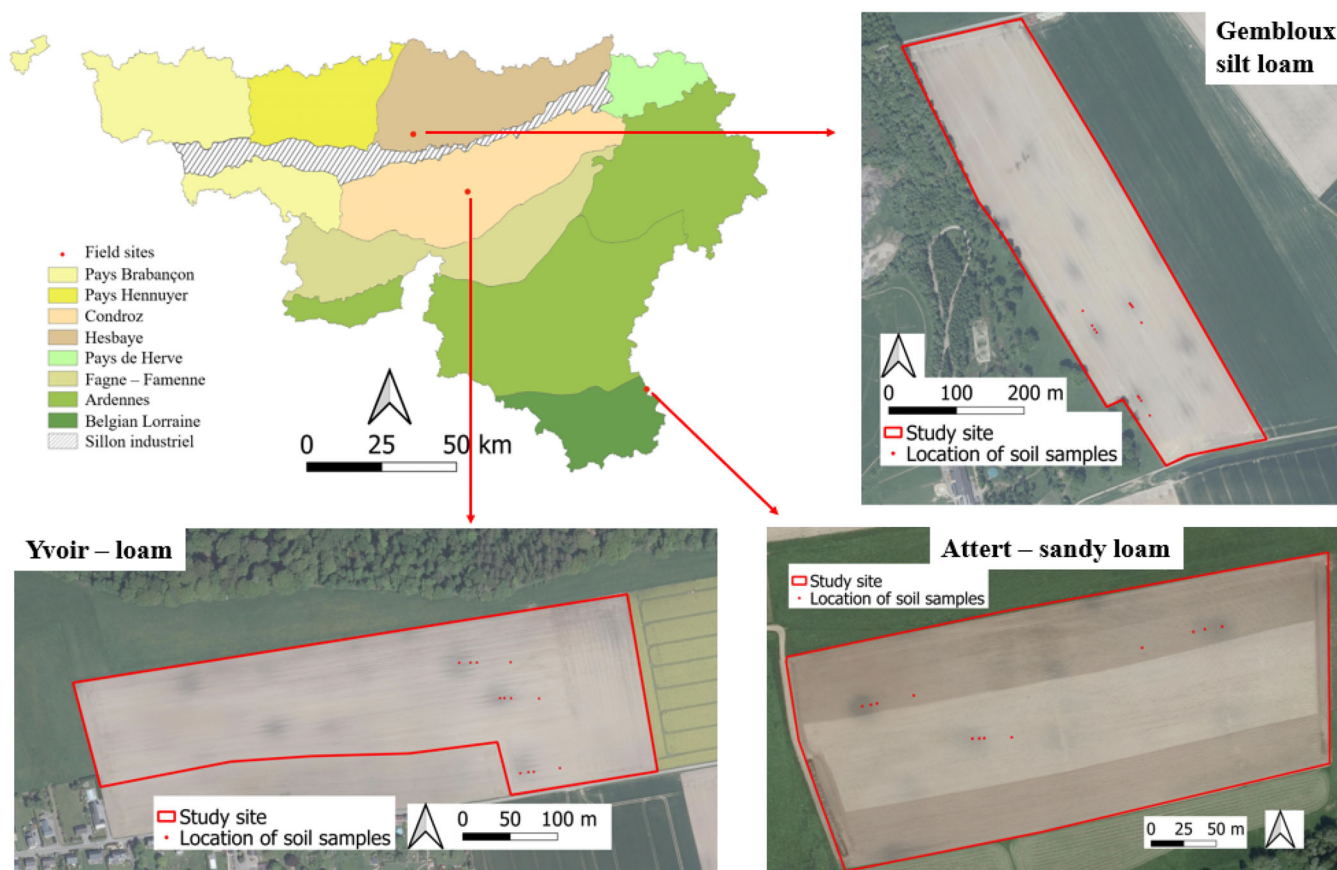 Gembloux
silt loam
Field sites
Pays Brabançon
Pays Hennuyer
Condroz
Hesbaye
Pays de Herve
Fagne – Famenne
Ardennes
Belgian Lorraine
Sillon industriel
0 25 50 km
0 100 200 m
Study site
Location of soil samples
Yvoir – loam
Study site
Location of soil samples
0 50 100 m
Attert – sandy loam
Study site
Location of soil samples
0 25 50 m